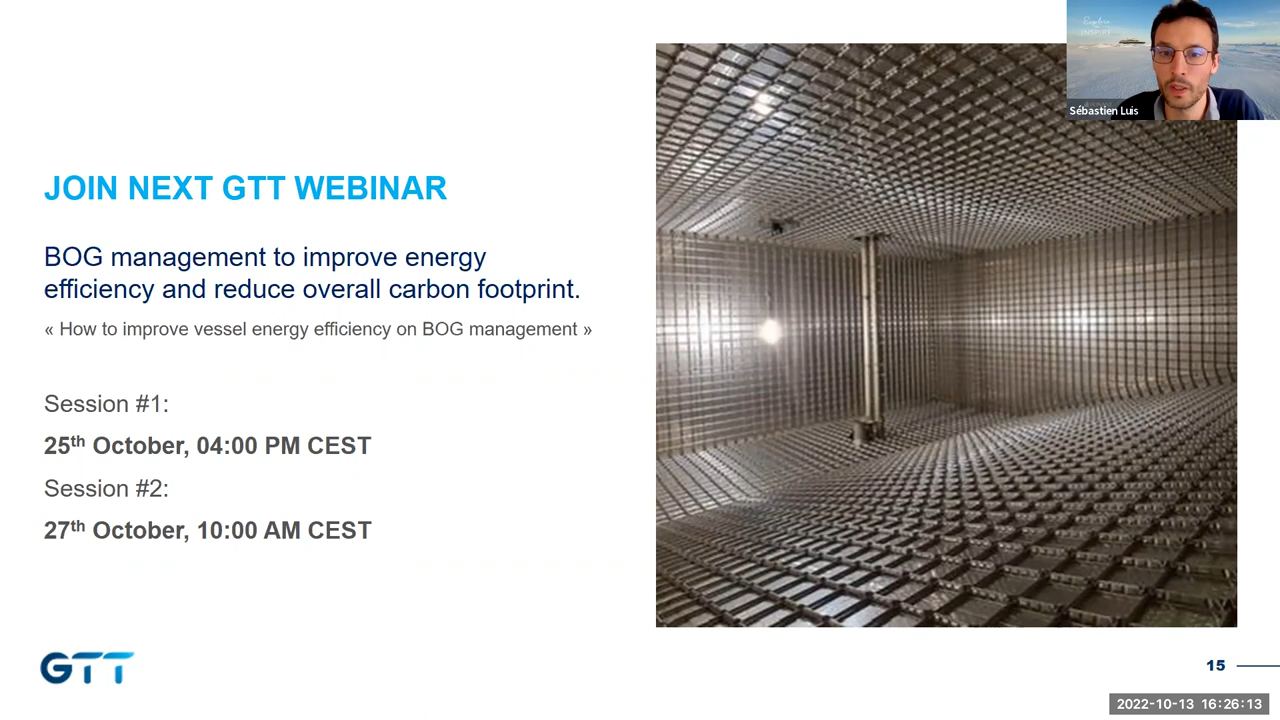 Explore
INSPIRE
Sébastien Luis
JOIN NEXT GTT WEBINAR
BOG management to improve energy
efficiency and reduce overall carbon footprint.
« How to improve vessel energy efficiency on BOG management »
Session #1:
25th October, 04:00 PM CEST
Session #2:
27th October, 10:00 AM CEST
GTT
15
2022-10-13 16:26:13